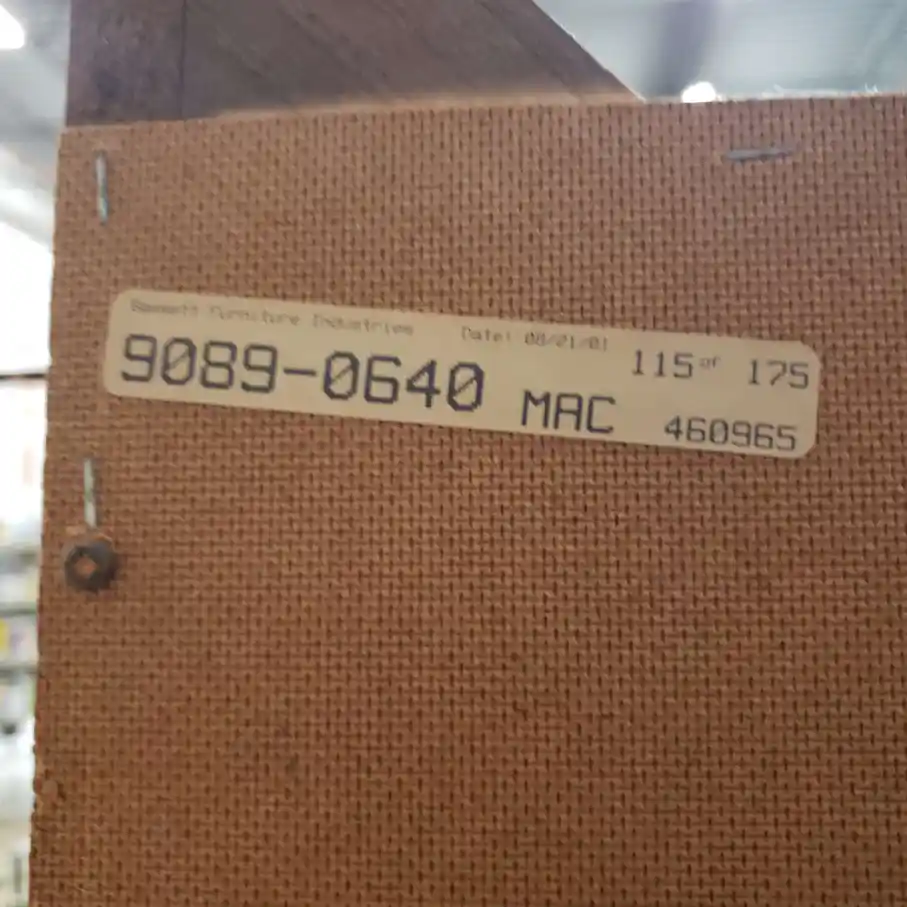 Bassett Furniture Industries Date: 08/21/01
9089-0640 MAC 115 of 175
460965